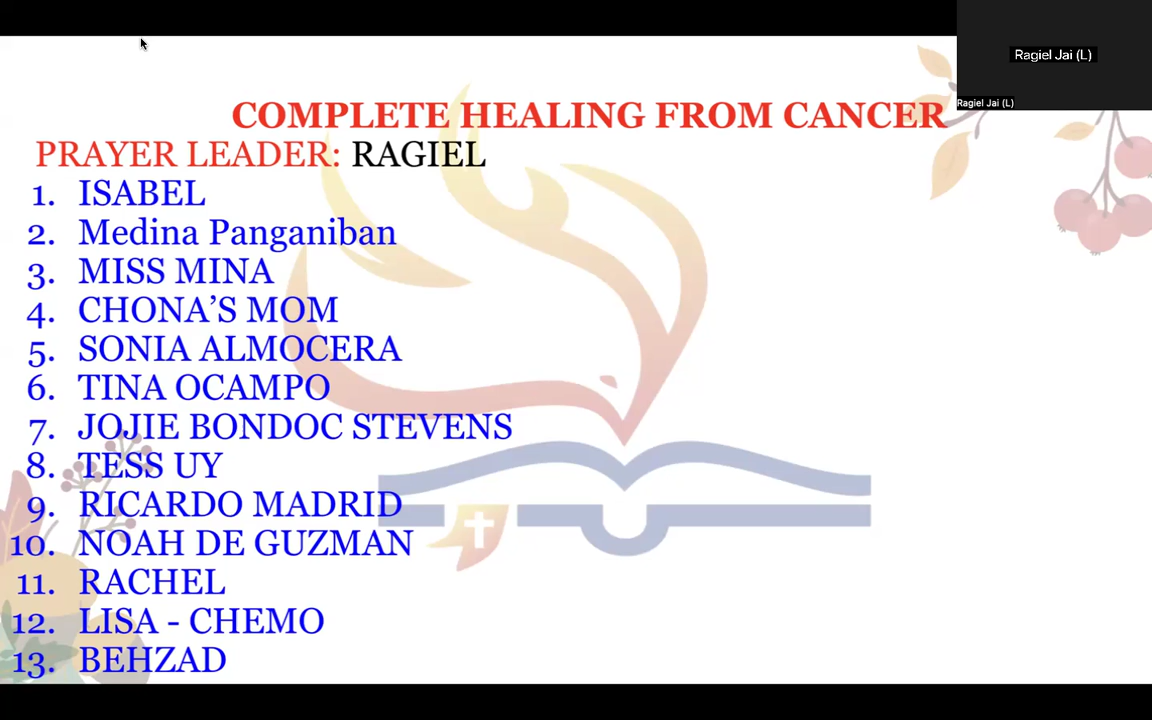 Ragiel Jai (L)
Ragiel Jai (L)
COMPLETE HEALING FROM CANCER
PRAYER LEADER: RAGIEL
1. ISABEL
2. Medina Panganiban
3. MISS MINA
4. CHONA’S MOM
5. SONIA ALMOCERA
6. TINA OCAMPO
7. JOJIE BONDOC STEVENS
8. TESS UY
9. RICARDO MADRID
10. NOAH DE GUZMAN
11. RACHEL
12. LISA - CHEMO
13. BEHZAD